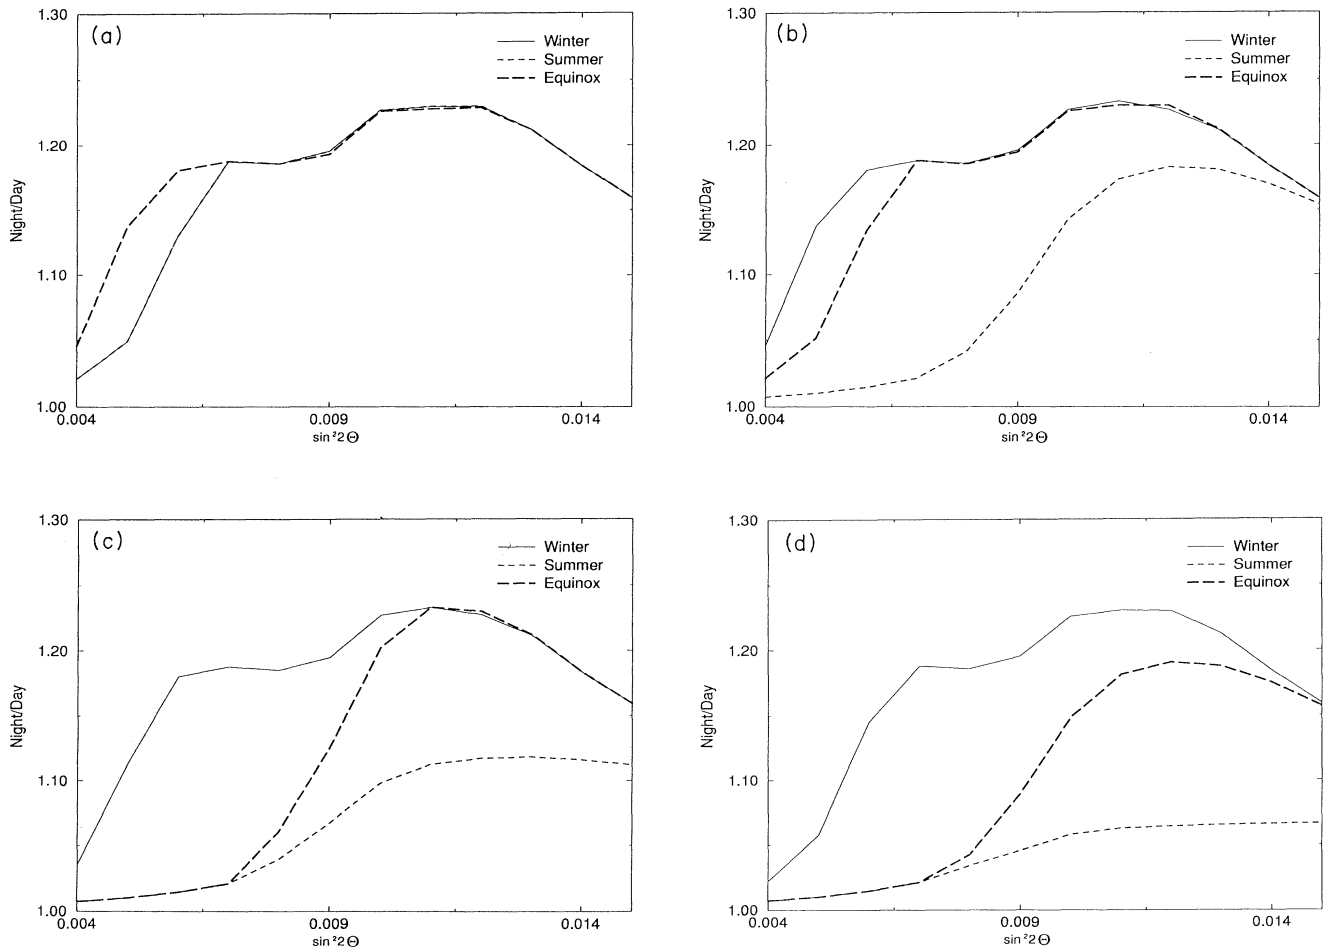 (a)
Winter
Summer
Equinox
1.30
1.20
1.10
1.00
Night/Day
0.004
0.009
0.014
sin²2Θ
(b)
Winter
Summer
Equinox
1.30
1.20
1.10
1.00
Night/Day
0.004
0.009
0.014
sin²2Θ
(c)
Winter
Summer
Equinox
1.30
1.20
1.10
1.00
Night/Day
0.004
0.009
0.014
sin²2Θ
(d)
Winter
Summer
Equinox
1.30
1.20
1.10
1.00
Night/Day
0.004
0.009
0.014
sin²2Θ